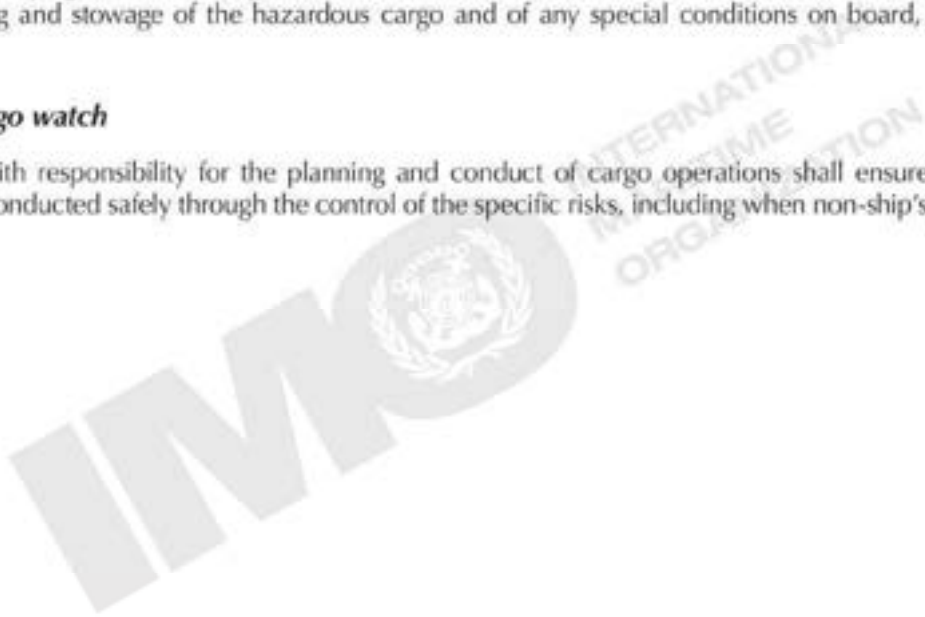 g and stowage of the hazardous cargo and of any special conditions on board,
go watch
ith responsibility for the planning and conduct of cargo operations shall ensure
onducted safely through the control of the specific risks, including when non-ship's
INTERNATIONAL
MARITIME
ORGANIZATION
IMO